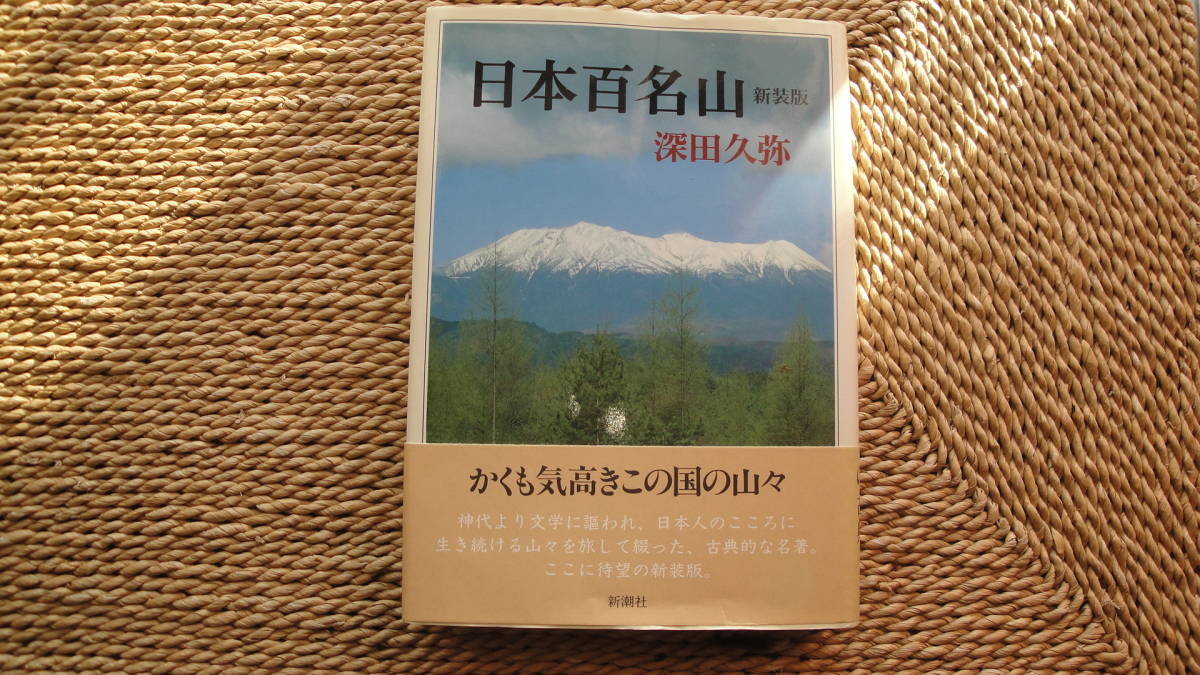 日本百名山 新装版
深田久弥
かくも気高きこの国の山々
神代より文学に謳われ、日本人のこころに
生き続ける山々を旅して綴った、古典的な名著。
ここに待望の新装版。
新潮社